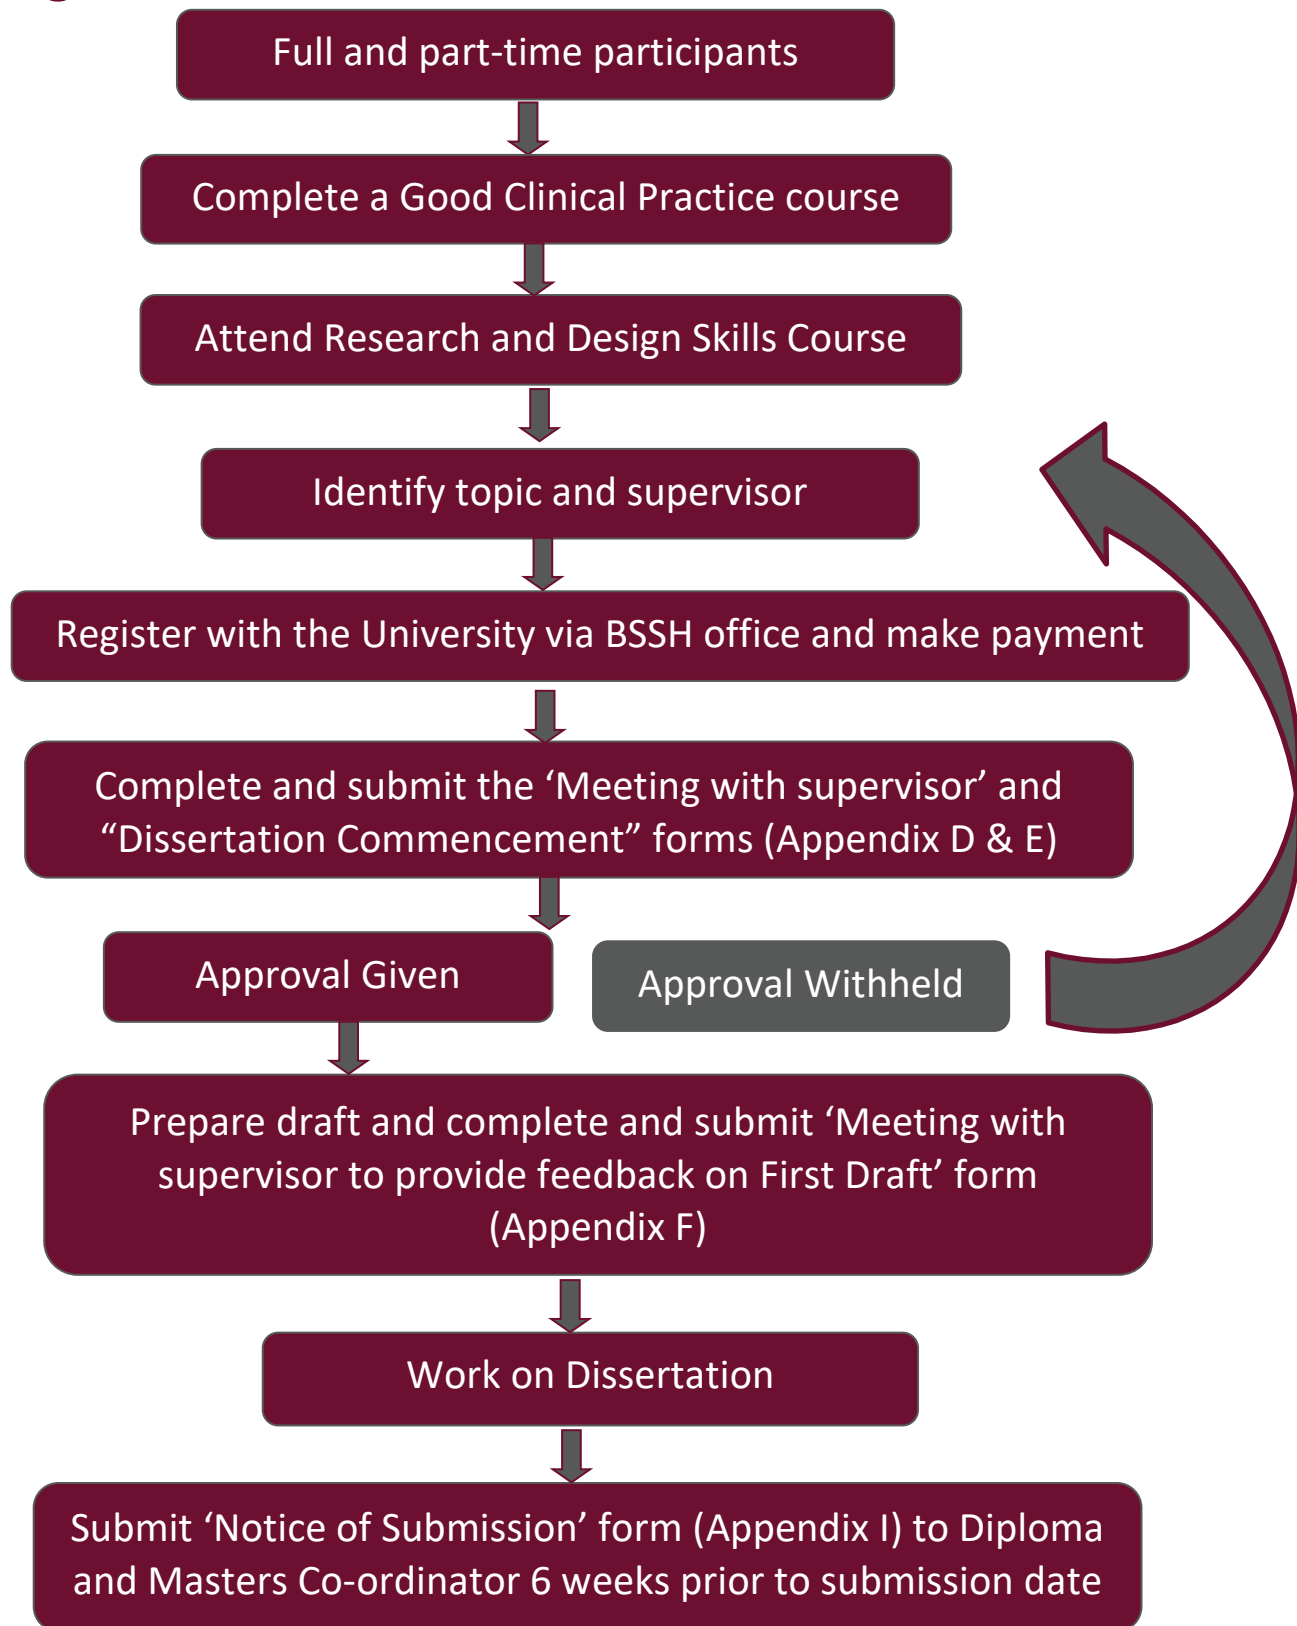 Full and part-time participants
Complete a Good Clinical Practice course
Attend Research and Design Skills Course
Identify topic and supervisor
Register with the University via BSSH office and make payment
Complete and submit the ‘Meeting with supervisor’ and
“Dissertation Commencement” forms (Appendix D & E)
Approval Given
Approval Withheld
Prepare draft and complete and submit ‘Meeting with
supervisor to provide feedback on First Draft’ form
(Appendix F)
Work on Dissertation
Submit ‘Notice of Submission’ form (Appendix I) to Diploma
and Masters Co-ordinator 6 weeks prior to submission date